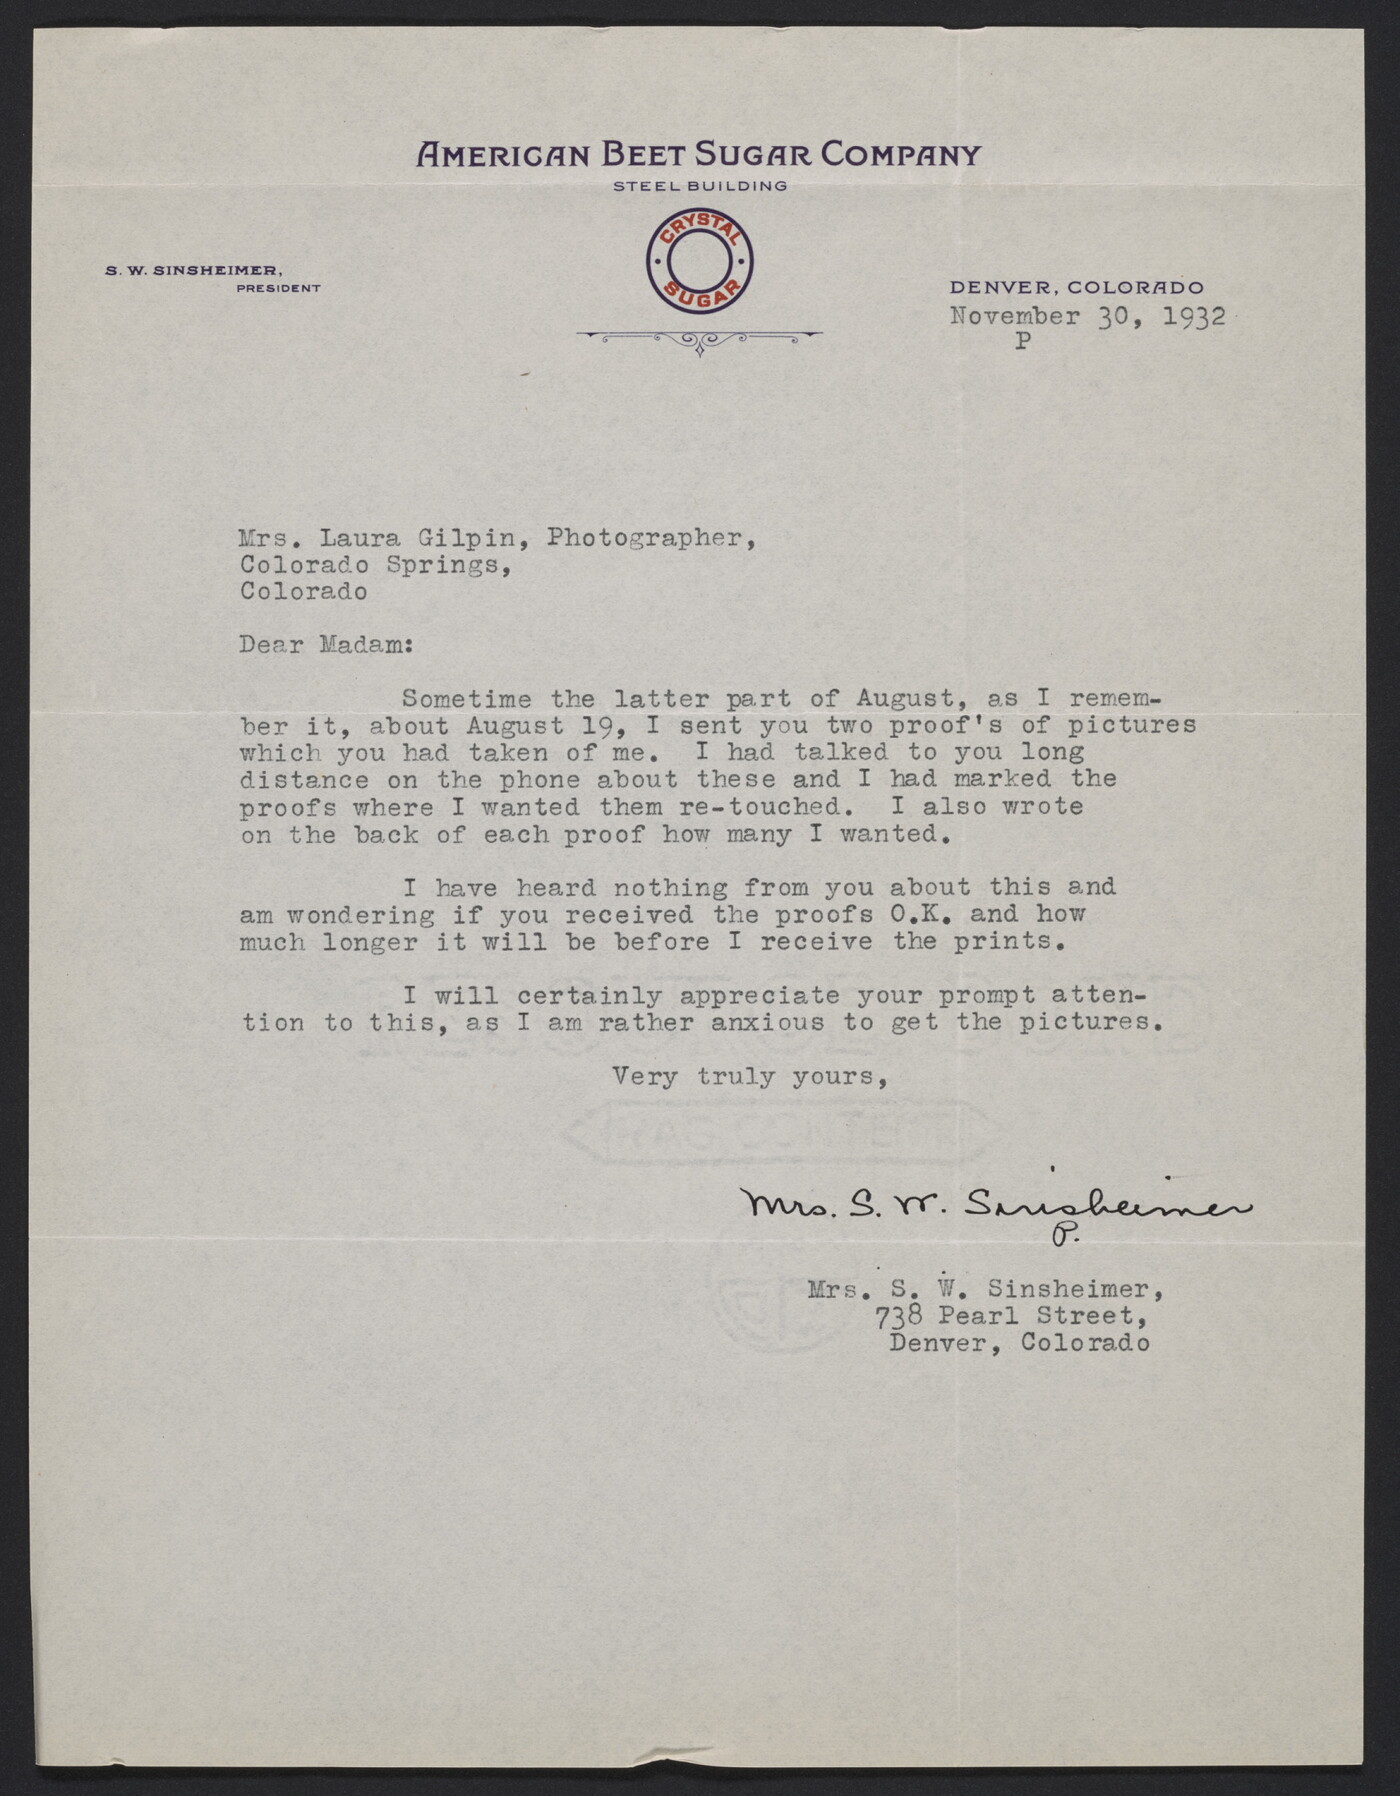 AMERICAN BEET SUGAR COMPANY
STEEL BUILDING
CRYSTAL
SUGAR
S. W. SINSHEIMER,
PRESIDENT
DENVER, COLORADO
November 30, 1932
P
Mrs. Laura Gilpin, Photographer,
Colorado Springs,
Colorado
Dear Madam:
Sometime the latter part of August, as I remem-
ber it, about August 19, I sent you two proof's of pictures
which you had taken of me. I had talked to you long
distance on the phone about these and I had marked the
proofs where I wanted them re-touched. I also wrote
on the back of each proof how many I wanted.
I have heard nothing from you about this and
am wondering if you received the proofs O.K. and how
much longer it will be before I receive the prints.
I will certainly appreciate your prompt atten-
tion to this, as I am rather anxious to get the pictures.
Very truly yours,
Mrs. S. W. Sinsheimer
P.
Mrs. S. W. Sinsheimer,
738 Pearl Street,
Denver, Colorado